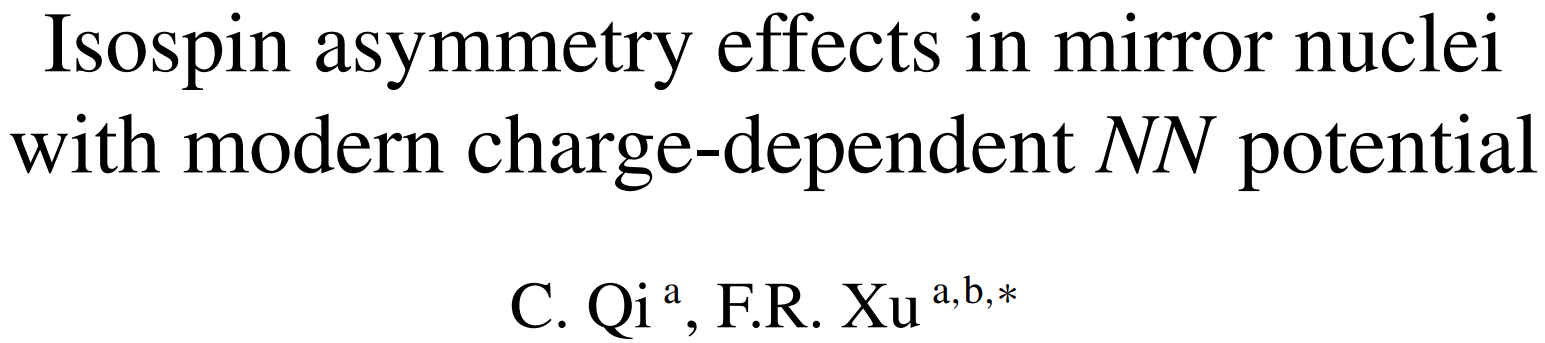 Isospin asymmetry effects in mirror nuclei
with modern charge-dependent NN potential
C. Qi a, F.R. Xu a,b,*